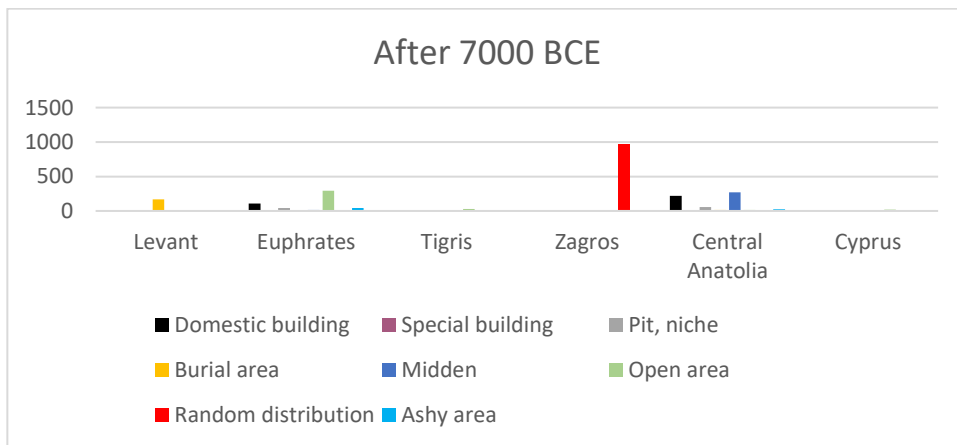 After 7000 BCE
1500
1000
500
0
Levant Euphrates Tigris Zagros Central Anatolia Cyprus
Domestic building Special building Pit, niche
Burial area Midden Open area
Random distribution Ashy area